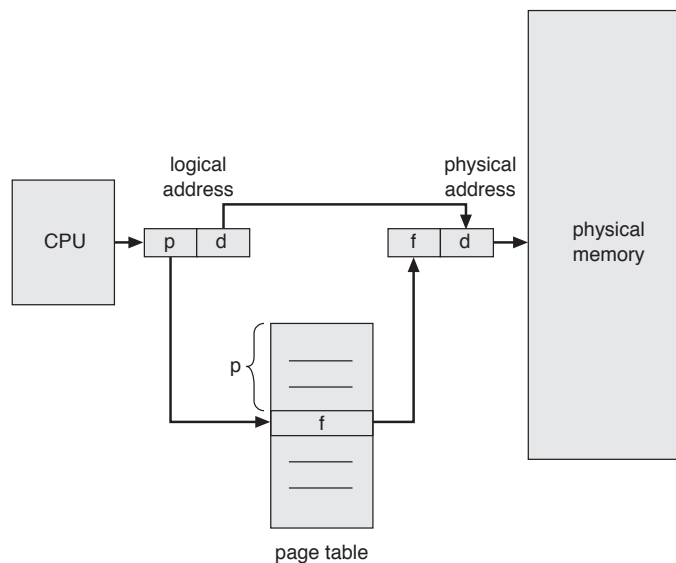 logical
address
physical
address
CPU
p
d
f
d
physical
memory
p
f
page table